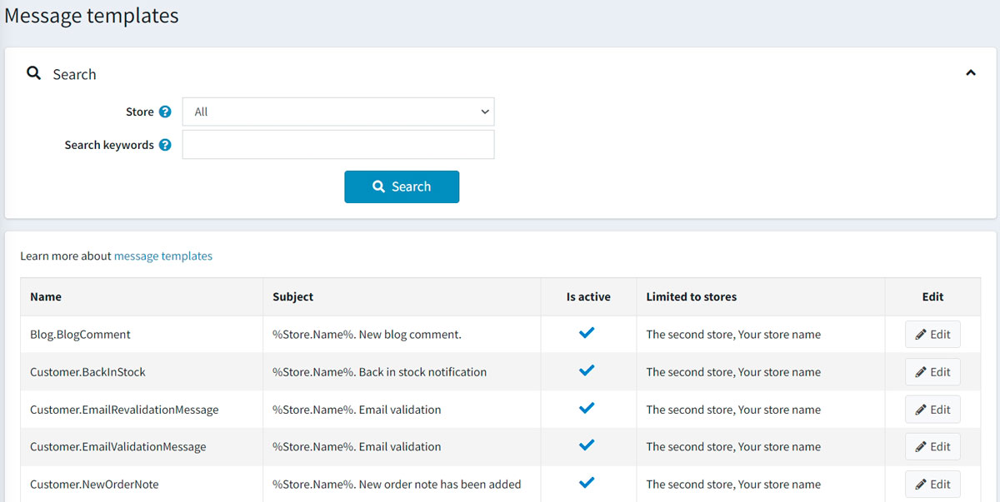 Message templates
Search
Store ? All
Search keywords ?
Search
Learn more about message templates
Name Subject Is active Limited to stores Edit
Blog.BlogComment %Store.Name%. New blog comment. The second store, Your store name Edit
Customer.BackInStock %Store.Name%. Back in stock notification The second store, Your store name Edit
Customer.EmailRevalidationMessage %Store.Name%. Email validation The second store, Your store name Edit
Customer.EmailValidationMessage %Store.Name%. Email validation The second store, Your store name Edit
Customer.NewOrderNote %Store.Name%. New order note has been added The second store, Your store name Edit